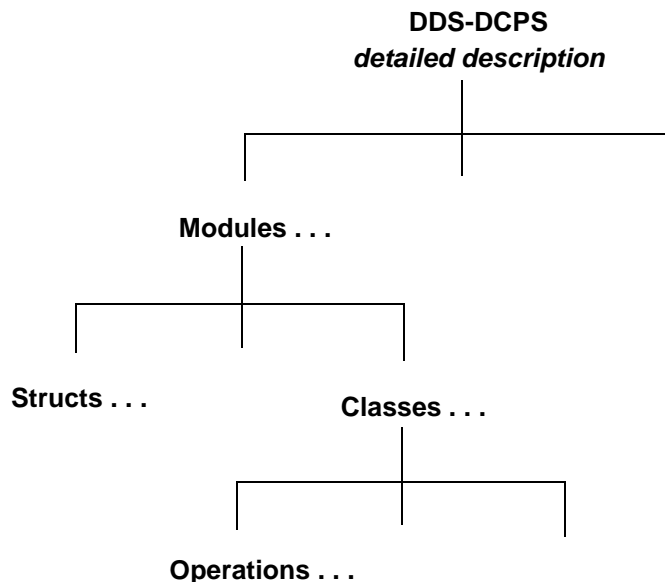 DDS-DCPS
detailed description
Modules . . .
Structs . . .
Classes . . .
Operations . . .